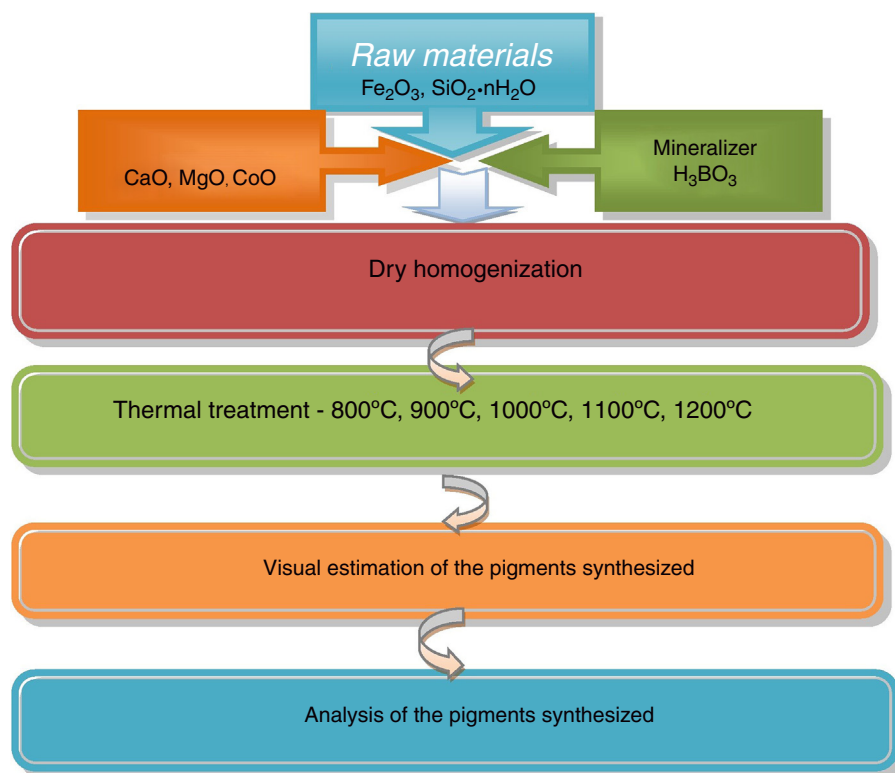 Raw materials
Fe₂O₃, SiO₂•nH₂O
CaO, MgO, CoO
Mineralizer
H₃BO₃
Dry homogenization
Thermal treatment - 800ºC, 900ºC, 1000ºC, 1100ºC, 1200ºC
Visual estimation of the pigments synthesized
Analysis of the pigments synthesized